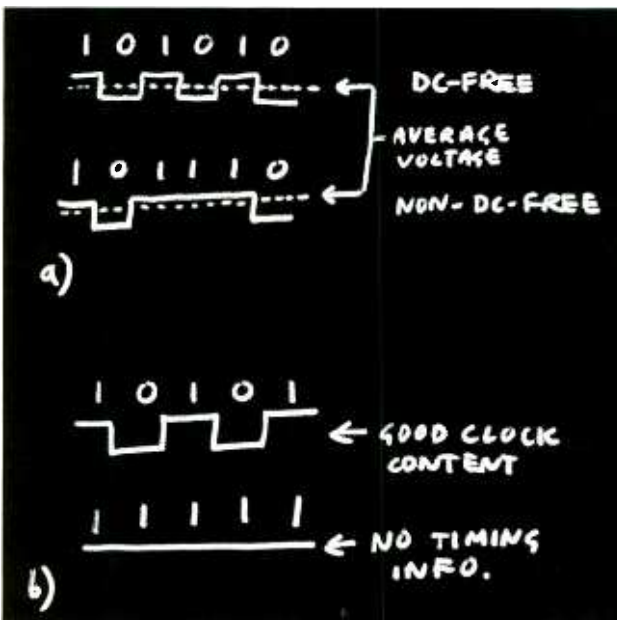 1 0 1 0 1 0
DC-FREE
AVERAGE
VOLTAGE
1 0 1 1 1 0
NON-DC-FREE
a)
1 0 1 0 1
GOOD CLOCK
CONTENT
1 1 1 1 1
NO TIMING
INFO.
b)